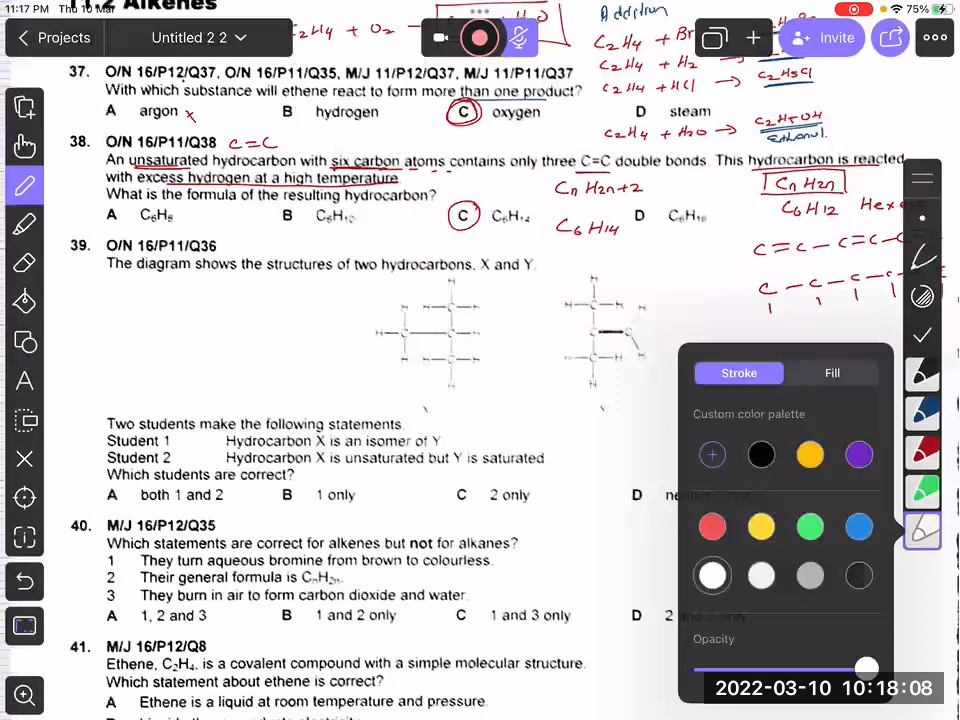 11:17 PM Thu 10 Mar
75%
11.2 Alkenes
Projects
Untitled 2 2
Invite
C2H4 + O2 →
Addition
C2H4 + Br
C2H4 + H2 →
C2H4 + HCl → C2H5Cl
C2H4 + H2O → C2H5OH
Ethanol
37. O/N 16/P12/Q37, O/N 16/P11/Q35, M/J 11/P12/Q37, M/J 11/P11/Q37
With which substance will ethene react to form more than one product?
A argon B hydrogen C oxygen D steam
38. O/N 16/P11/Q38 C=C
An unsaturated hydrocarbon with six carbon atoms contains only three C=C double bonds. This hydrocarbon is reacted
with excess hydrogen at a high temperature
What is the formula of the resulting hydrocarbon?
A C6H8 B C6H10 C C6H14 D C6H16
CnH2n+2
C6H14
CnH2n
C6H12
C=C-C=C-C
C-C-C-C
39. O/N 16/P11/Q36
The diagram shows the structures of two hydrocarbons, X and Y.
Two students make the following statements.
Student 1 Hydrocarbon X is an isomer of Y
Student 2 Hydrocarbon X is unsaturated but Y is saturated
Which students are correct?
A both 1 and 2 B 1 only C 2 only D
40. M/J 16/P12/Q35
Which statements are correct for alkenes but not for alkanes?
1 They turn aqueous bromine from brown to colourless.
2 Their general formula is CnH2n.
3 They burn in air to form carbon dioxide and water.
A 1, 2 and 3 B 1 and 2 only C 1 and 3 only D 2
41. M/J 16/P12/Q8
Ethene, C2H4, is a covalent compound with a simple molecular structure.
Which statement about ethene is correct?
A Ethene is a liquid at room temperature and pressure.
Stroke
Fill
Custom color palette
Opacity
2022-03-10 10:18:08